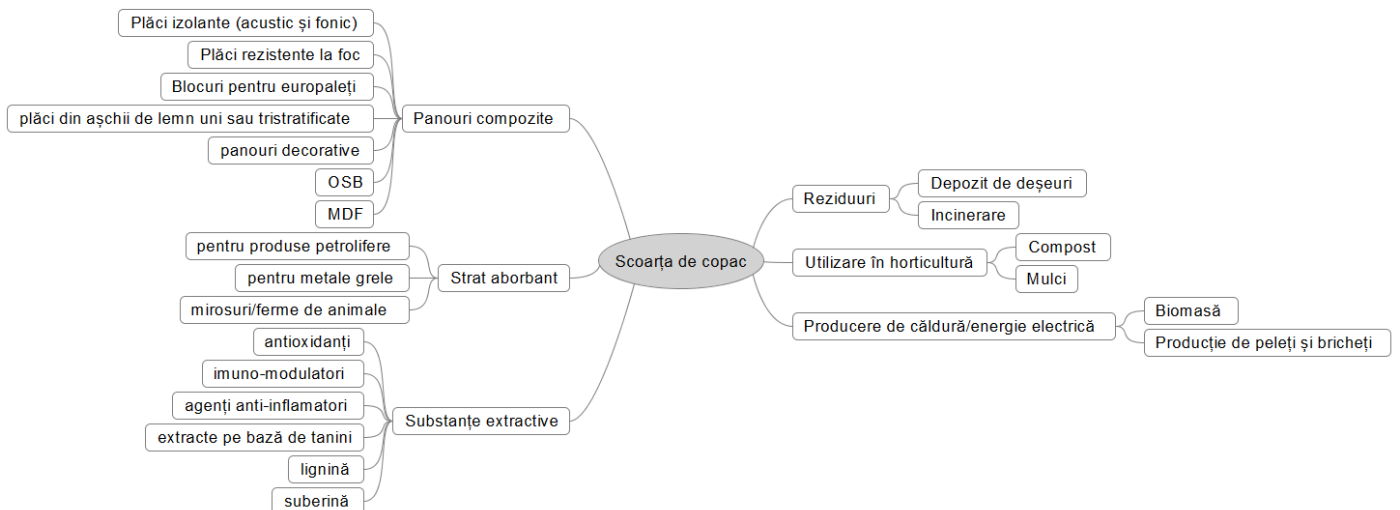 Plăci izolante (acustic și fonic)
Plăci rezistente la foc
Blocuri pentru europaleți
plăci din așchii de lemn uni sau tristratificate
panouri decorative
OSB
MDF
Panouri compozite
pentru produse petrolifere
pentru metale grele
mirosuri/ferme de animale
Strat aborbant
antioxidanți
imuno-modulatori
agenți anti-inflamatori
extracte pe bază de tanini
lignină
suberină
Substanțe extractive
Scoarța de copac
Reziduuri
Depozit de deșeuri
Incinerare
Utilizare în horticultură
Compost
Mulci
Producere de căldură/energie electrică
Biomasă
Producție de peleți și bricheți